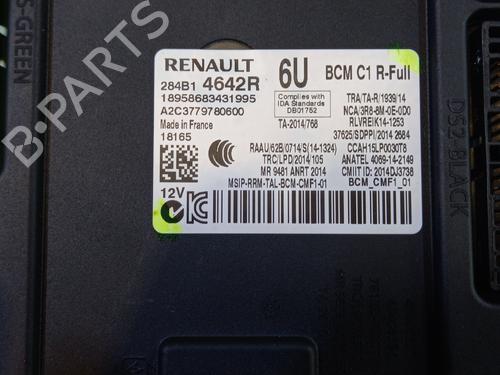 S-GREEN
RENAULT
6U
BCM C1 R-Full
284B1 4642R
18958683431995
A2C3779780600
Made in France
18165
Complies with
IDA Standards
DB01752
TA-2014/768
TRA/TA-R/1939/14
NCA/3R8-8M-0E-0D0
RLVREIK14-1253
37625/SDPPI/2014 2684
RAAU/62B/0714/S(14-1324)
CCAH15LP0030T8
TRC/LPD/2014/105
ANATEL 4069-14-2149
MR 9481 ANRT 2014
CMIIT ID: 2014DJ3738
MSIP-RRM-TAL-BCM-CMF1-01
BCM_CMF1_01
12V
D52-BLACK
B-PARTS